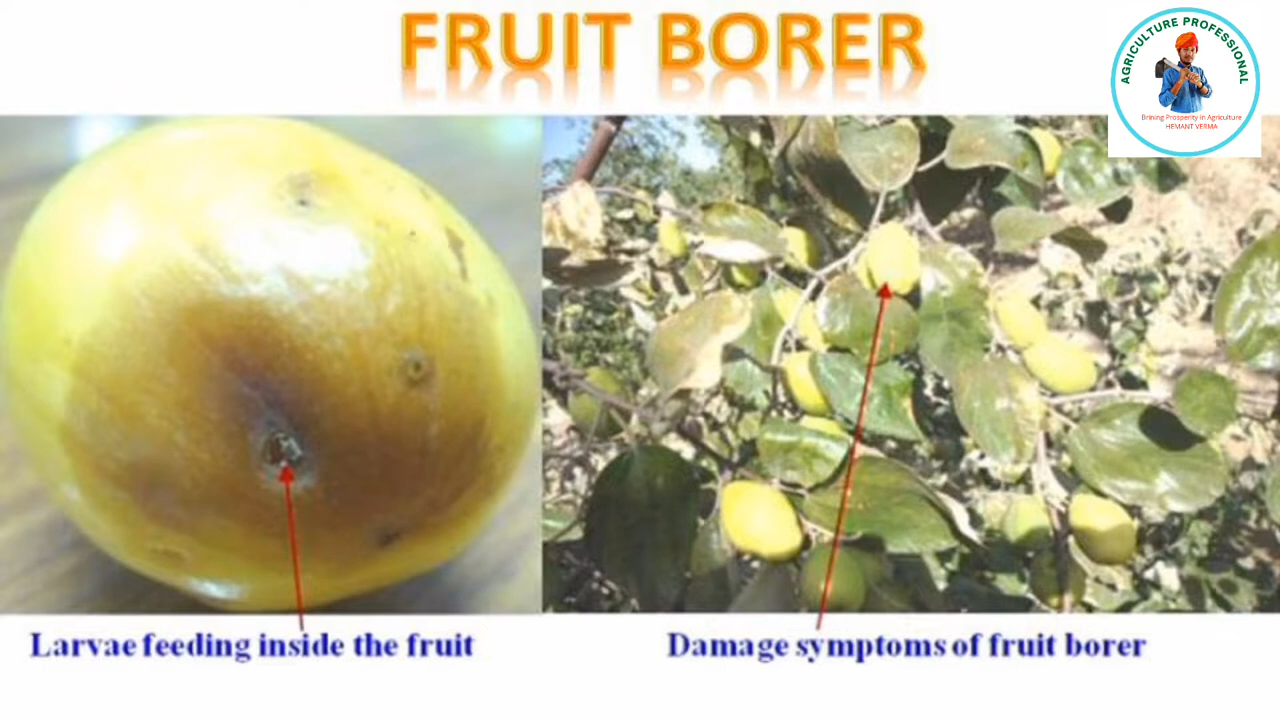 FRUIT BORER
AGRICULTURE PROFESSIONAL
Brining Prosperity in Agriculture
HEMANT VERMA
Larvae feeding inside the fruit
Damage symptoms of fruit borer